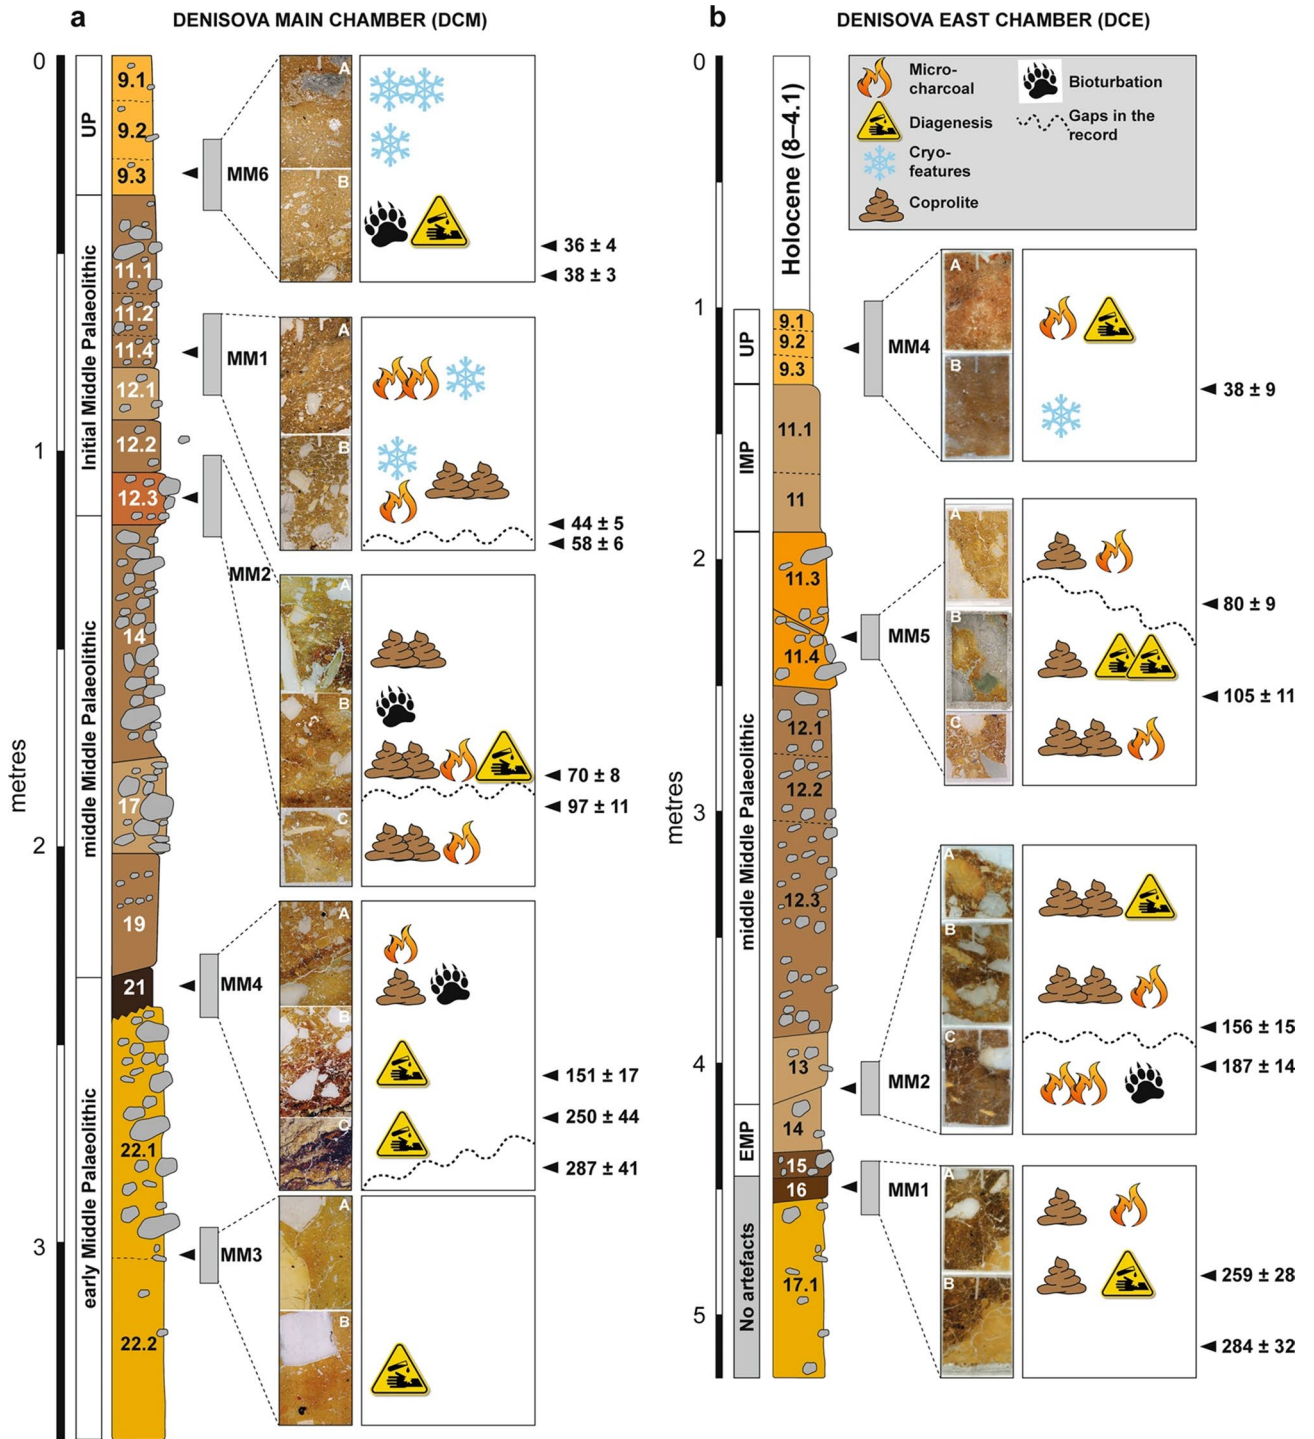 a DENISOVA MAIN CHAMBER (DCM)
0
1
2
3
metres
UP
Initial Middle Palaeolithic
middle Middle Palaeolithic
early Middle Palaeolithic
9.1
9.2
9.3
11.1
11.2
11.4
12.1
12.2
12.3
14
17
19
21
22.1
22.2
MM6
A
B
36 ± 4
38 ± 3
MM1
A
B
44 ± 5
58 ± 6
MM2
A
B
C
70 ± 8
97 ± 11
MM4
A
B
C
151 ± 17
250 ± 44
287 ± 41
MM3
A
B
b DENISOVA EAST CHAMBER (DCE)
0
1
2
3
4
5
metres
Holocene (8–4.1)
UP
IMP
middle Middle Palaeolithic
EMP
No artefacts
9.1
9.2
9.3
11.1
11
11.3
11.4
12.1
12.2
12.3
13
14
15
16
17.1
Micro-
charcoal
Diagenesis
Cryo-
features
Coprolite
Bioturbation
Gaps in the
record
MM4
A
B
38 ± 9
MM5
A
B
C
80 ± 9
105 ± 11
MM2
A
B
C
156 ± 15
187 ± 14
MM1
A
B
259 ± 28
284 ± 32